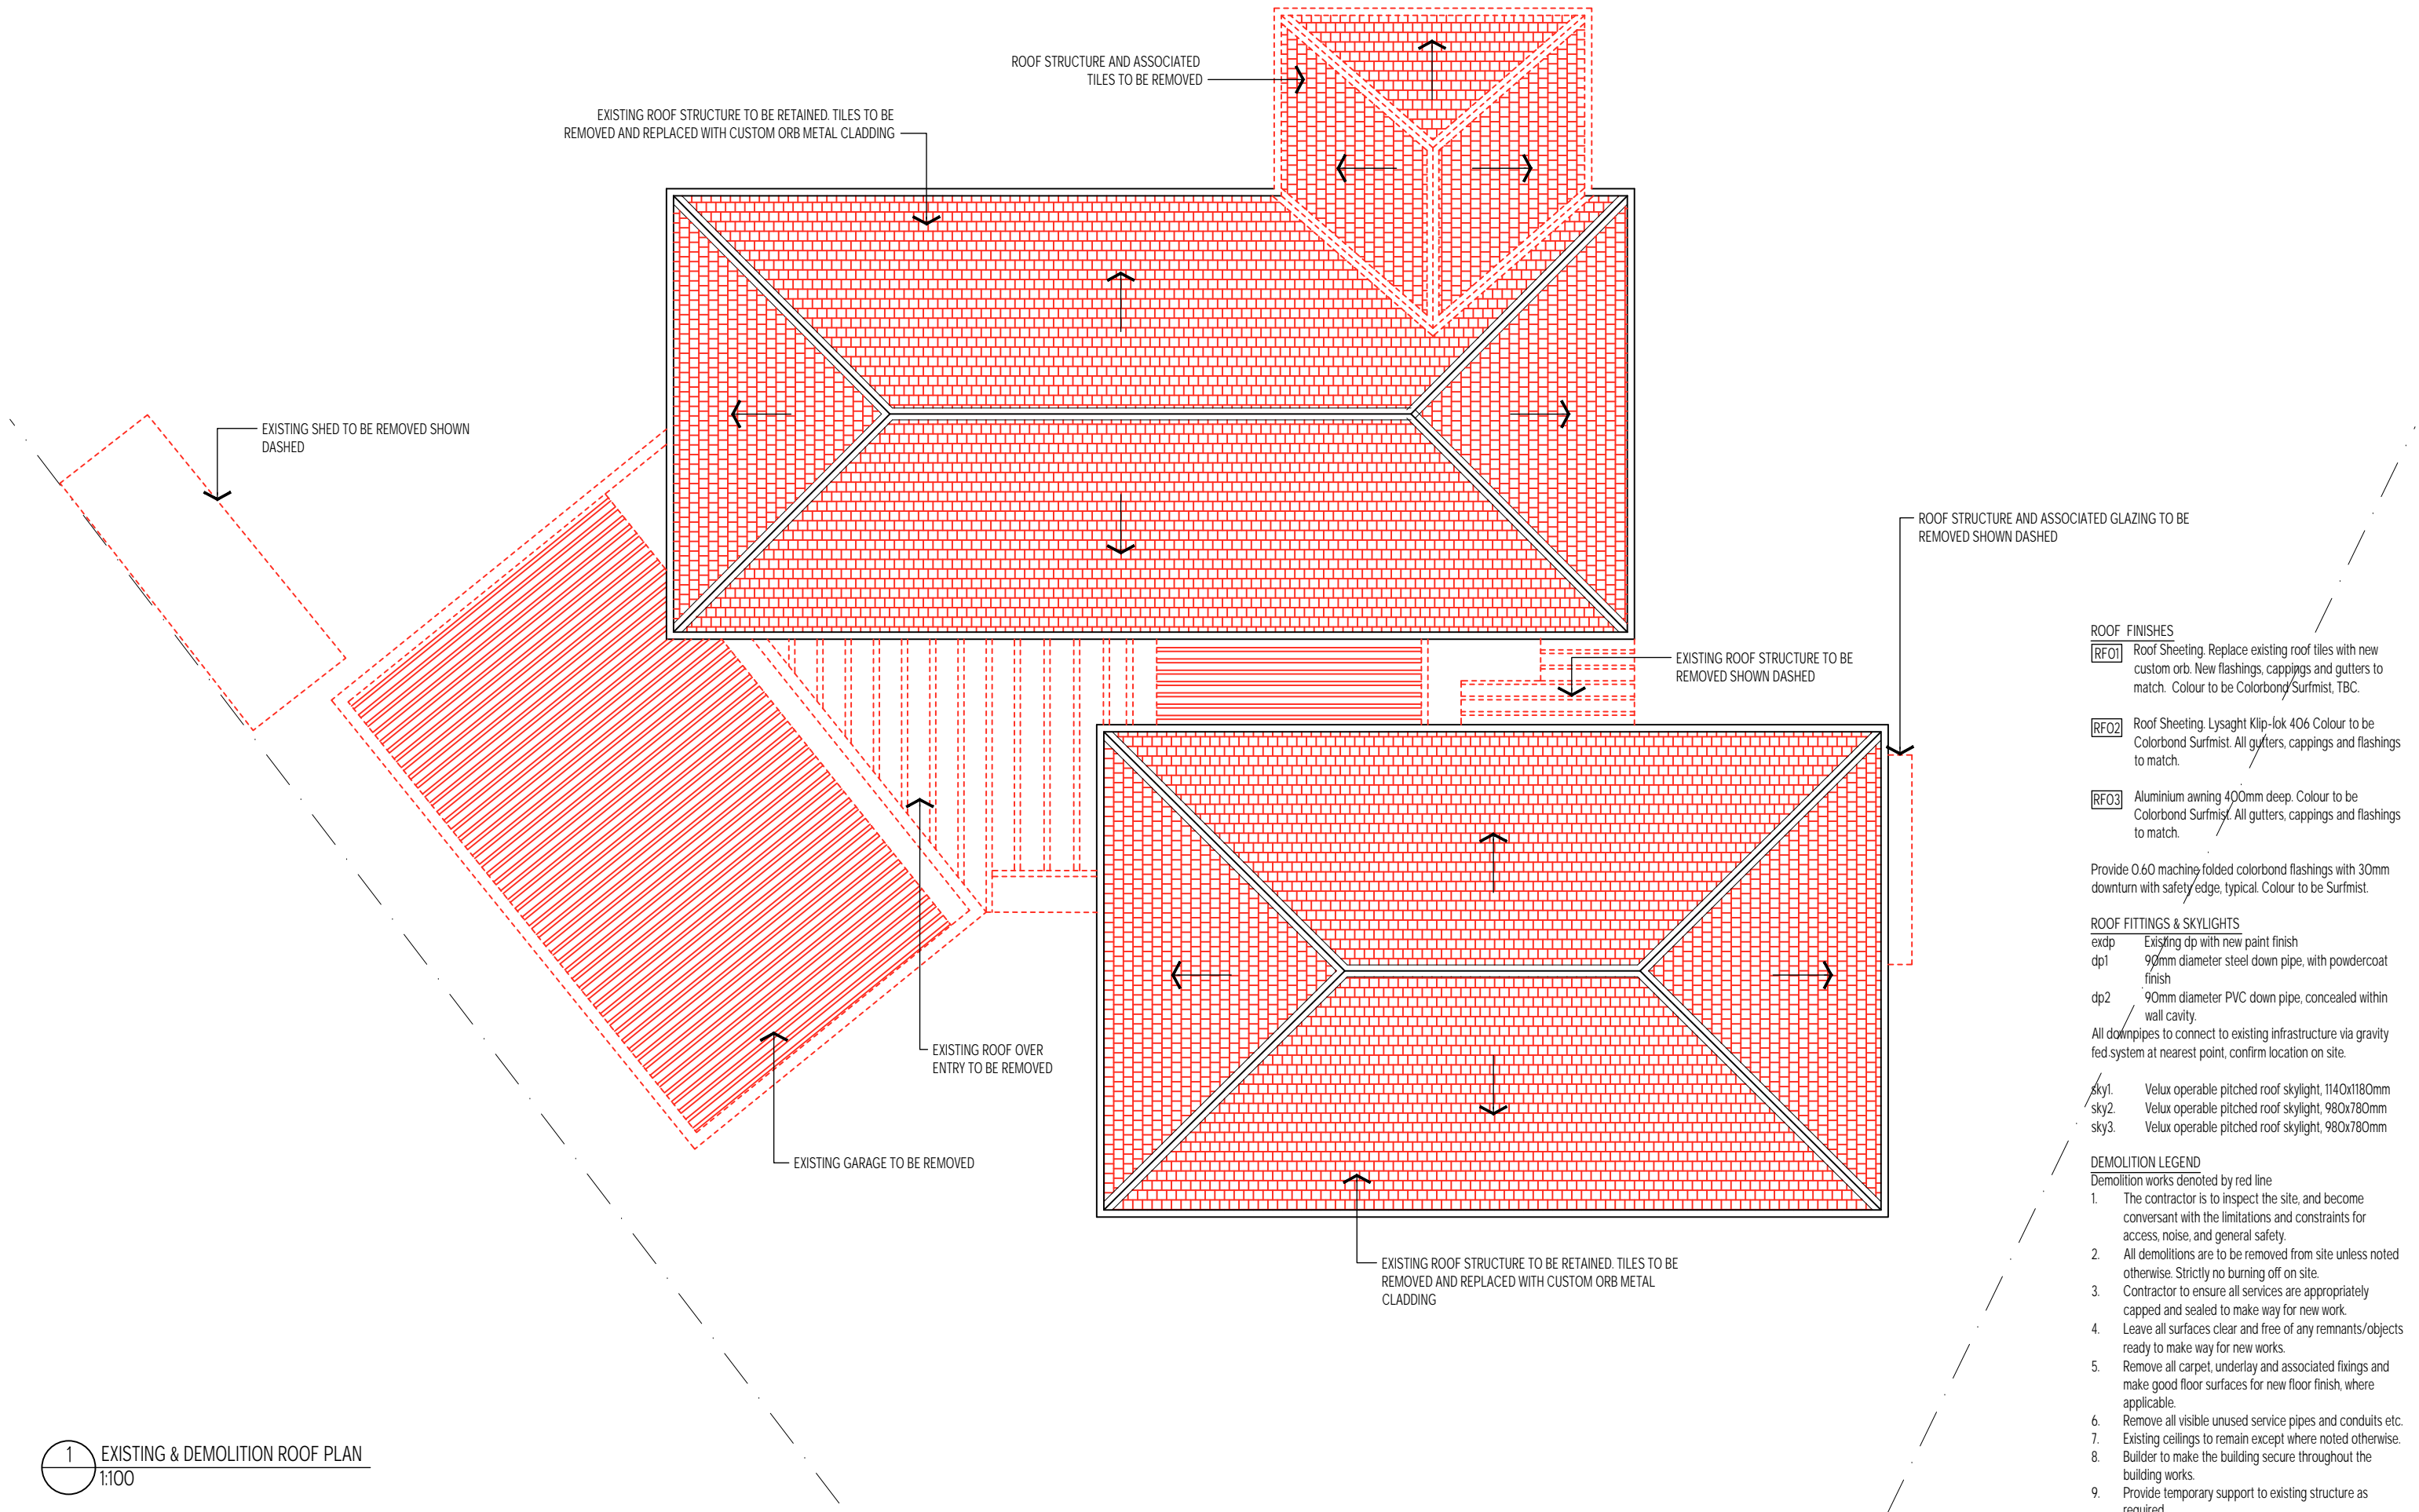 ROOF STRUCTURE AND ASSOCIATED
TILES TO BE REMOVED
EXISTING ROOF STRUCTURE TO BE RETAINED. TILES TO BE
REMOVED AND REPLACED WITH CUSTOM ORB METAL CLADDING
EXISTING SHED TO BE REMOVED SHOWN
DASHED
ROOF STRUCTURE AND ASSOCIATED GLAZING TO BE
REMOVED SHOWN DASHED
EXISTING ROOF STRUCTURE TO BE
REMOVED SHOWN DASHED
EXISTING ROOF OVER
ENTRY TO BE REMOVED
EXISTING GARAGE TO BE REMOVED
EXISTING ROOF STRUCTURE TO BE RETAINED. TILES TO BE
REMOVED AND REPLACED WITH CUSTOM ORB METAL
CLADDING
1 EXISTING & DEMOLITION ROOF PLAN
1:100
ROOF FINISHES
RF01 Roof Sheeting. Replace existing roof tiles with new
custom orb. New flashings, cappings and gutters to
match. Colour to be Colorbond Surfmist, TBC.
RF02 Roof Sheeting. Lysaght Klip-lok 406 Colour to be
Colorbond Surfmist. All gutters, cappings and flashings
to match.
RF03 Aluminium awning 400mm deep. Colour to be
Colorbond Surfmist. All gutters, cappings and flashings
to match.
Provide 0.60 machine folded colorbond flashings with 30mm
downturn with safety edge, typical. Colour to be Surfmist.
ROOF FITTINGS & SKYLIGHTS
exdp Existing dp with new paint finish
dp1 90mm diameter steel down pipe, with powdercoat
finish
dp2 90mm diameter PVC down pipe, concealed within
wall cavity.
All downpipes to connect to existing infrastructure via gravity
fed system at nearest point, confirm location on site.
sky1. Velux operable pitched roof skylight, 1140x1180mm
sky2. Velux operable pitched roof skylight, 980x780mm
sky3. Velux operable pitched roof skylight, 980x780mm
DEMOLITION LEGEND
Demolition works denoted by red line
1. The contractor is to inspect the site, and become
conversant with the limitations and constraints for
access, noise, and general safety.
2. All demolitions are to be removed from site unless noted
otherwise. Strictly no burning off on site.
3. Contractor to ensure all services are appropriately
capped and sealed to make way for new work.
4. Leave all surfaces clear and free of any remnants/objects
ready to make way for new works.
5. Remove all carpet, underlay and associated fixings and
make good floor surfaces for new floor finish, where
applicable.
6. Remove all visible unused service pipes and conduits etc.
7. Existing ceilings to remain except where noted otherwise.
8. Builder to make the building secure throughout the
building works.
9. Provide temporary support to existing structure as
required